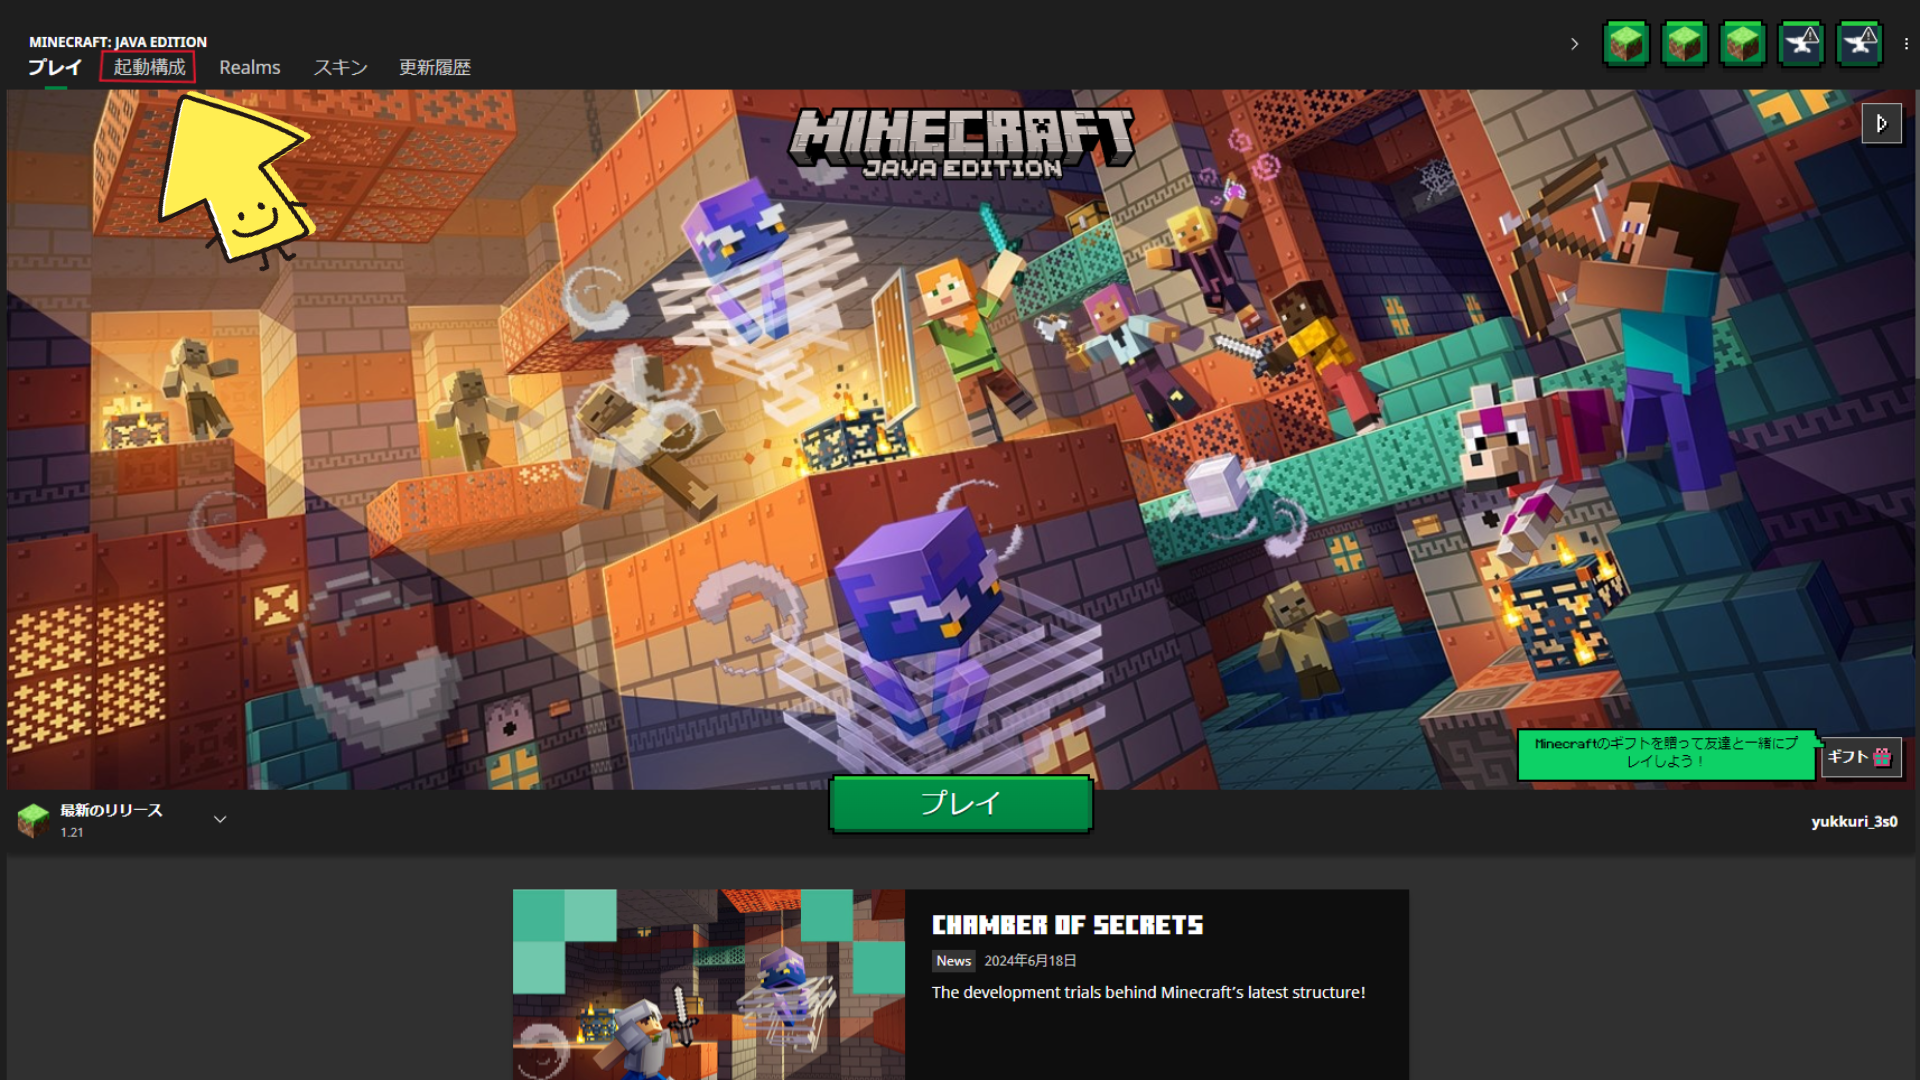 MINECRAFT: JAVA EDITION
プレイ 起動構成 Realms スキン 更新履歴
MINECRAFT
JAVA EDITION
Minecraftのギフトを贈って友達と一緒にプ
レイしよう！
ギフト
最新のリリース
1.21
プレイ
yukkuri_3s0
CHAMBER OF SECRETS
News 2024年6月18日
The development trials behind Minecraft’s latest structure!